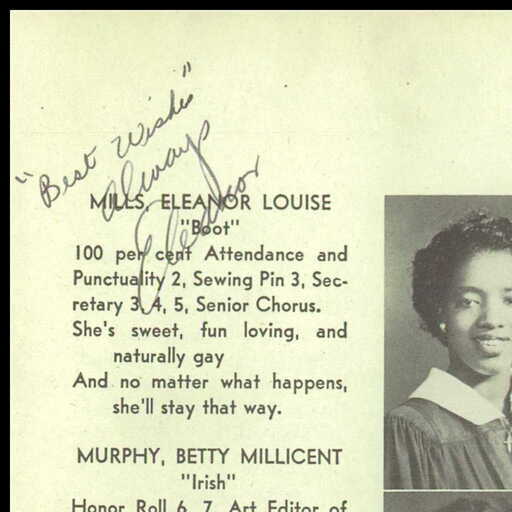 "Best Wishes"
Always
Eleanor
MILLS, ELEANOR LOUISE
"Boot"
100 per cent Attendance and
Punctuality 2, Sewing Pin 3, Sec-
retary 3, 4, 5, Senior Chorus.
She's sweet, fun loving, and
naturally gay
And no matter what happens,
she'll stay that way.
MURPHY, BETTY MILLICENT
"Irish"
Honor Roll 6, 7, Art Editor of